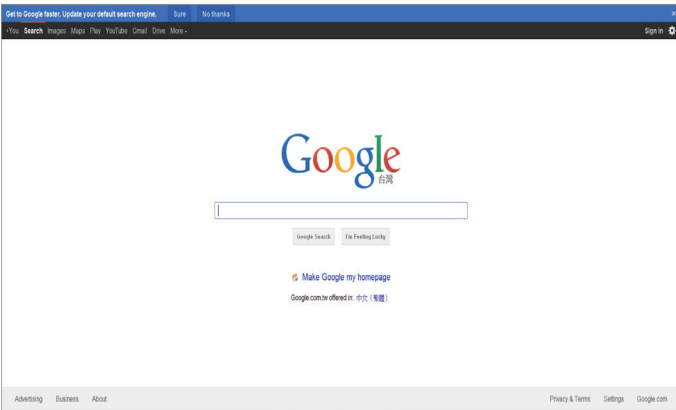 Get to Google faster. Update your default search engine. Sure No thanks x
+You Search Images Maps Play YouTube Gmail Drive More Sign in
Google
台灣
Google Search I'm Feeling Lucky
Make Google my homepage
Google.com.tw offered in: 中文 (繁體)
Advertising Business About Privacy & Terms Settings Google.com